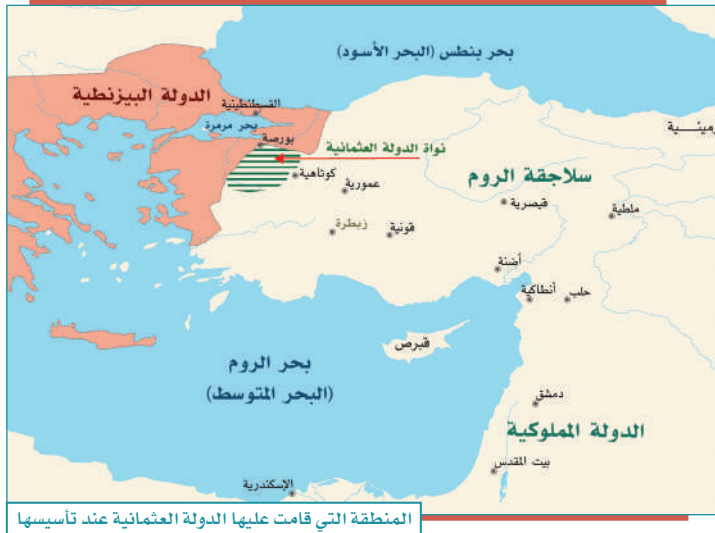 بحر بنطس (البحر الأسود)
الدولة البيزنطية
القسطنطينية
بحر مرمرة
بورصة
نواة الدولة العثمانية
كوتاهية
عمورية
سلاجقة الروم
قيصرية
ملطية
زبطرة
قونية
أضنة
أنطاكية
حلب
قبرص
بحر الروم
(البحر المتوسط)
دمشق
الدولة المملوكية
بيت المقدس
الإسكندرية
المنطقة التي قامت عليها الدولة العثمانية عند تأسيسها